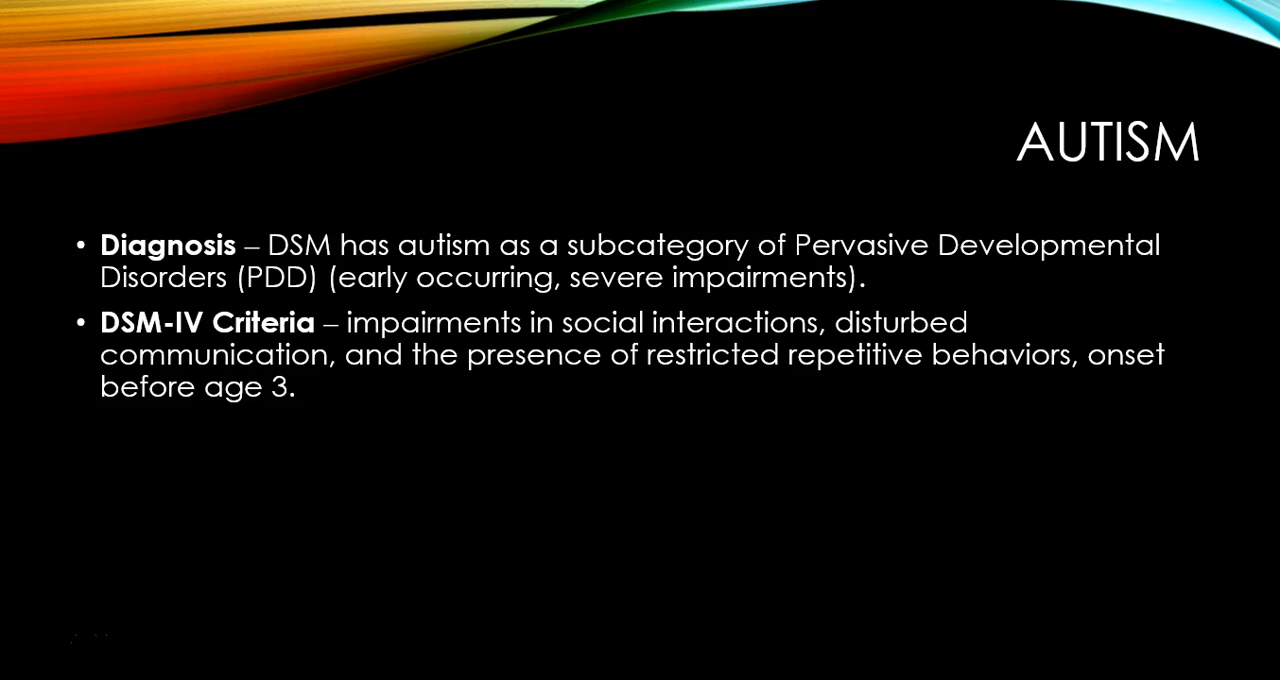 AUTISM
• Diagnosis – DSM has autism as a subcategory of Pervasive Developmental
Disorders (PDD) (early occurring, severe impairments).
• DSM-IV Criteria – impairments in social interactions, disturbed
communication, and the presence of restricted repetitive behaviors, onset
before age 3.